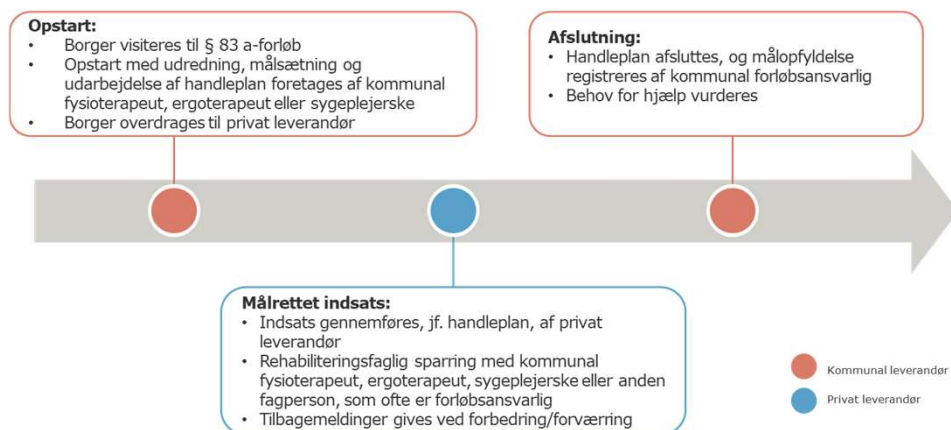 Opstart:
• Borger visiteres til § 83 a-forløb
• Opstart med udredning, målsætning og
udarbejdelse af handleplan foretages af kommunal
fysioterapeut, ergoterapeut eller sygeplejerske
• Borger overdrages til privat leverandør
Afslutning:
• Handleplan afsluttes, og målopfyldelse
registreres af kommunal forløbsansvarlig
• Behov for hjælp vurderes
Målrettet indsats:
• Indsats gennemføres, jf. handleplan, af privat
leverandør
• Rehabiliteringsfaglig sparring med kommunal
fysioterapeut, ergoterapeut, sygeplejerske eller anden
fagperson, som ofte er forløbsansvarlig
• Tilbagemeldinger gives ved forbedring/forværring
Kommunal leverandør
Privat leverandør